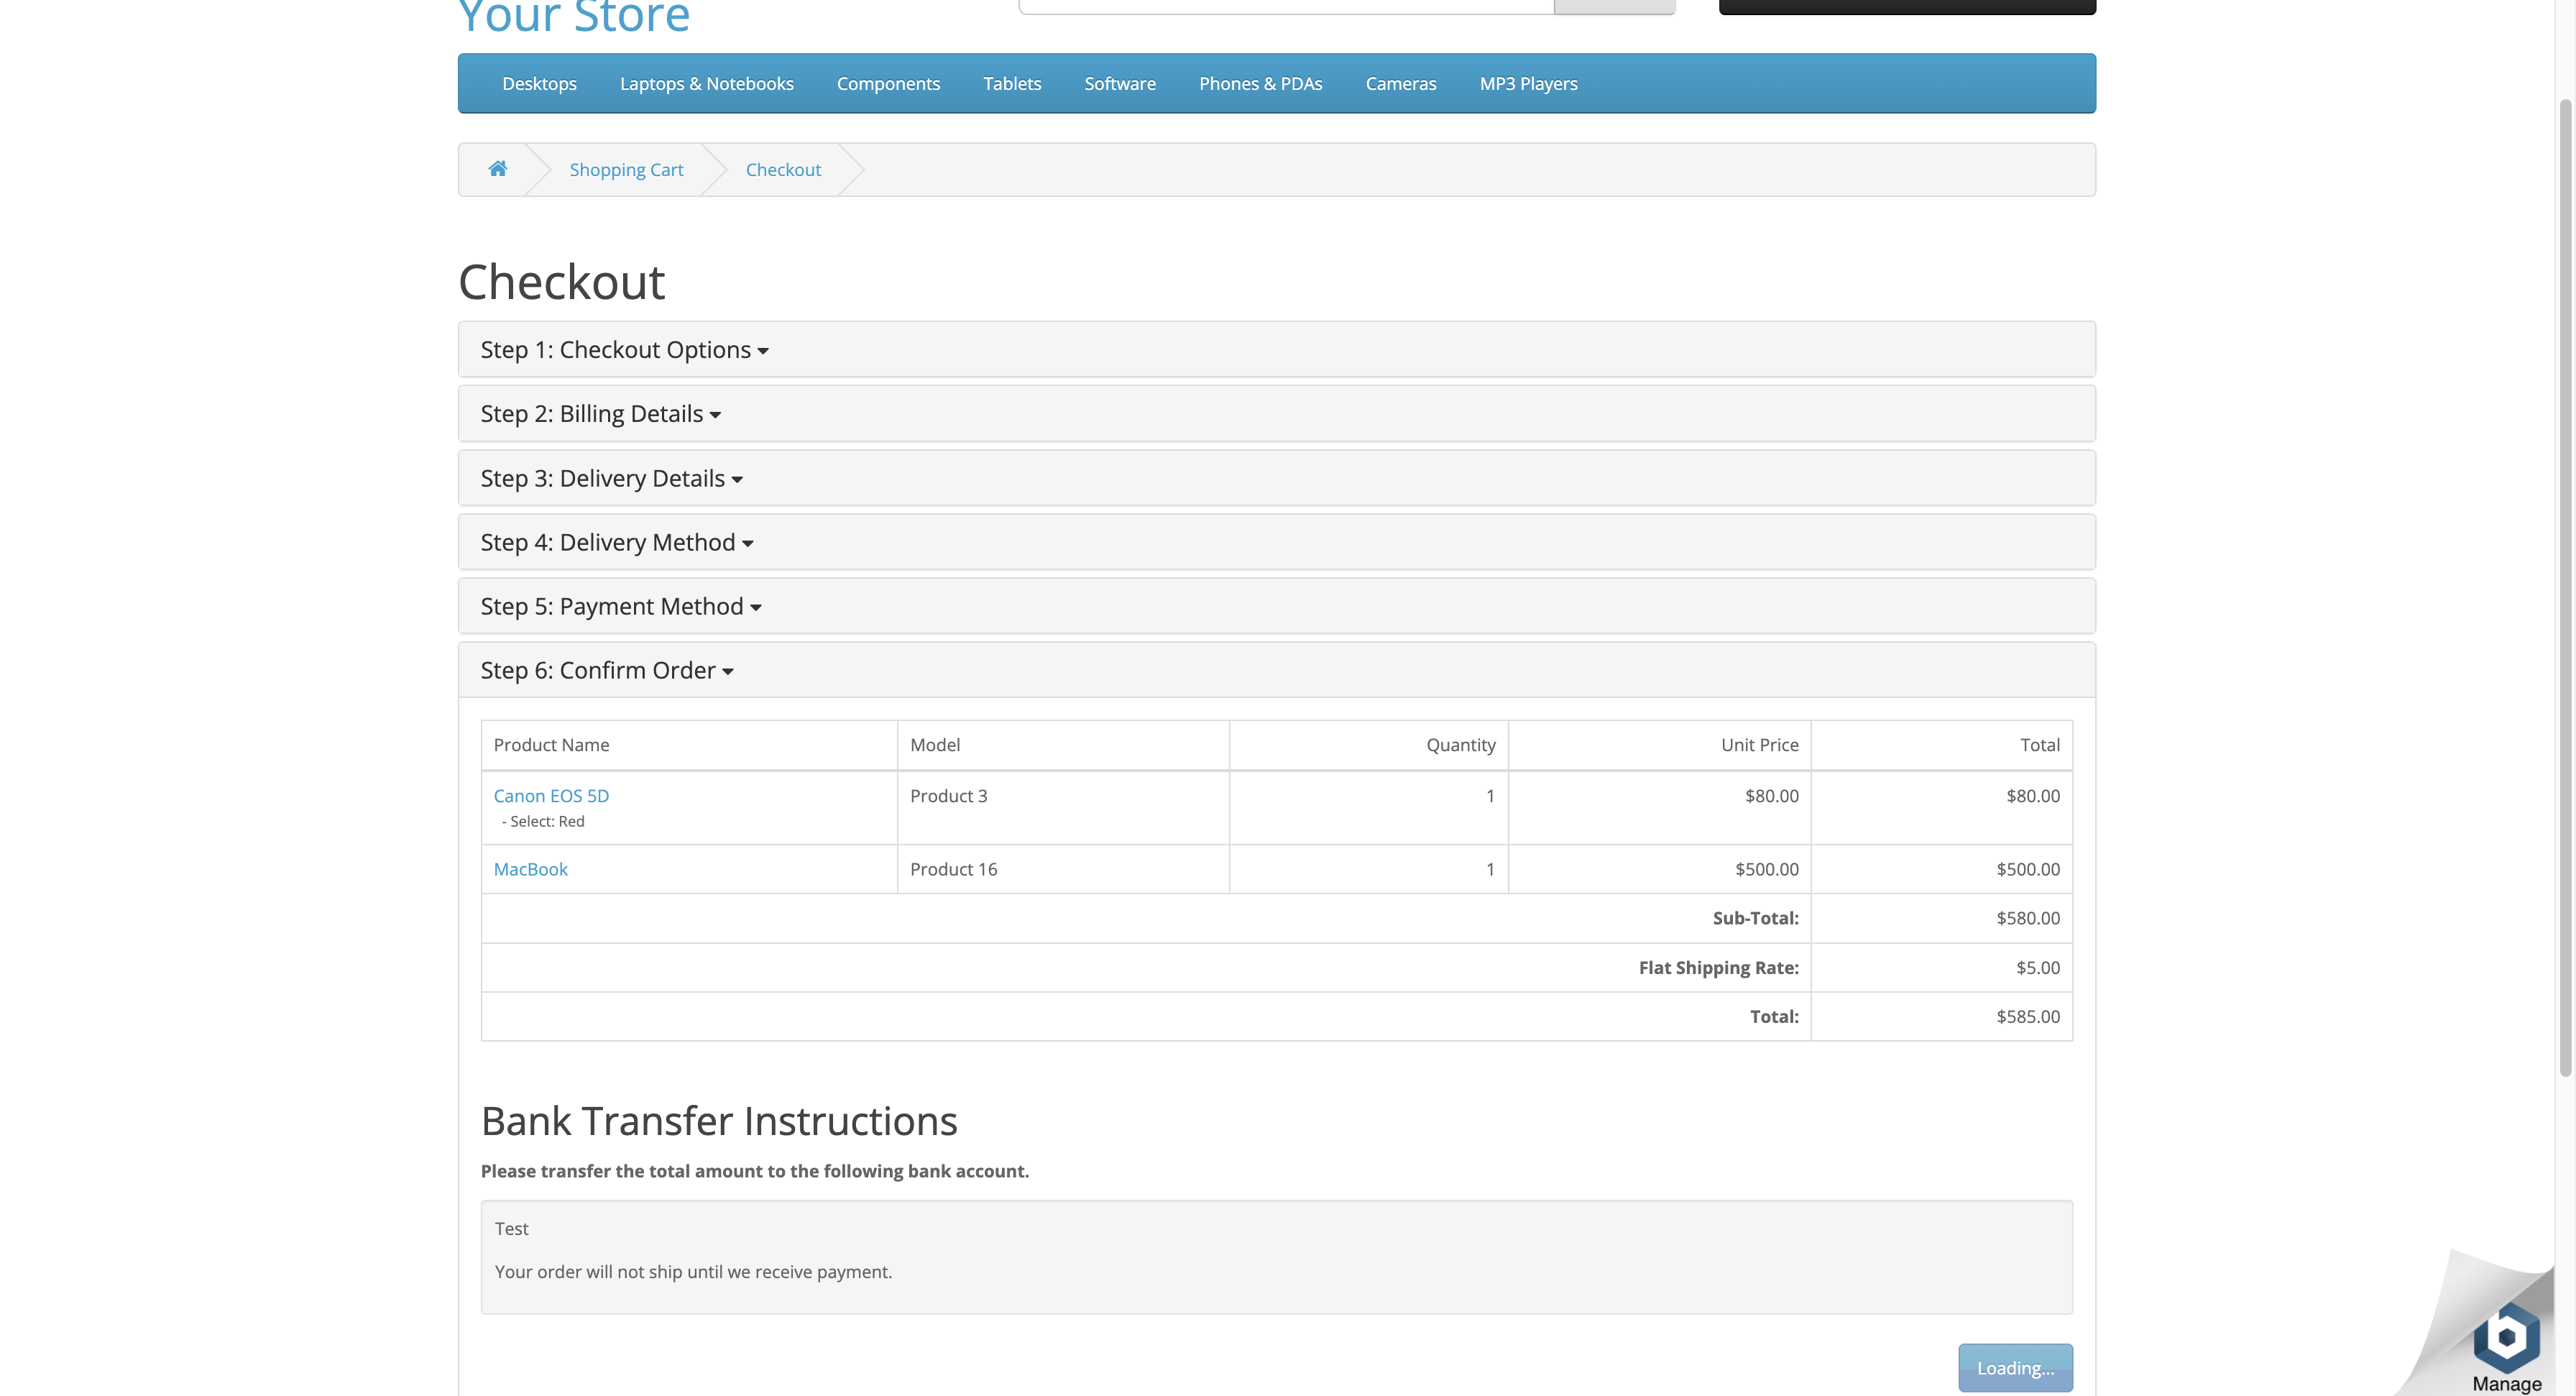 Your Store
Desktops Laptops & Notebooks Components Tablets Software Phones & PDAs Cameras MP3 Players
Shopping Cart Checkout
Checkout
Step 1: Checkout Options
Step 2: Billing Details
Step 3: Delivery Details
Step 4: Delivery Method
Step 5: Payment Method
Step 6: Confirm Order
Product Name Model Quantity Unit Price Total
Canon EOS 5D Product 3 1 $80.00 $80.00
- Select: Red
MacBook Product 16 1 $500.00 $500.00
Sub-Total: $580.00
Flat Shipping Rate: $5.00
Total: $585.00
Bank Transfer Instructions
Please transfer the total amount to the following bank account.
Test
Your order will not ship until we receive payment.
Loading...
b
Manage